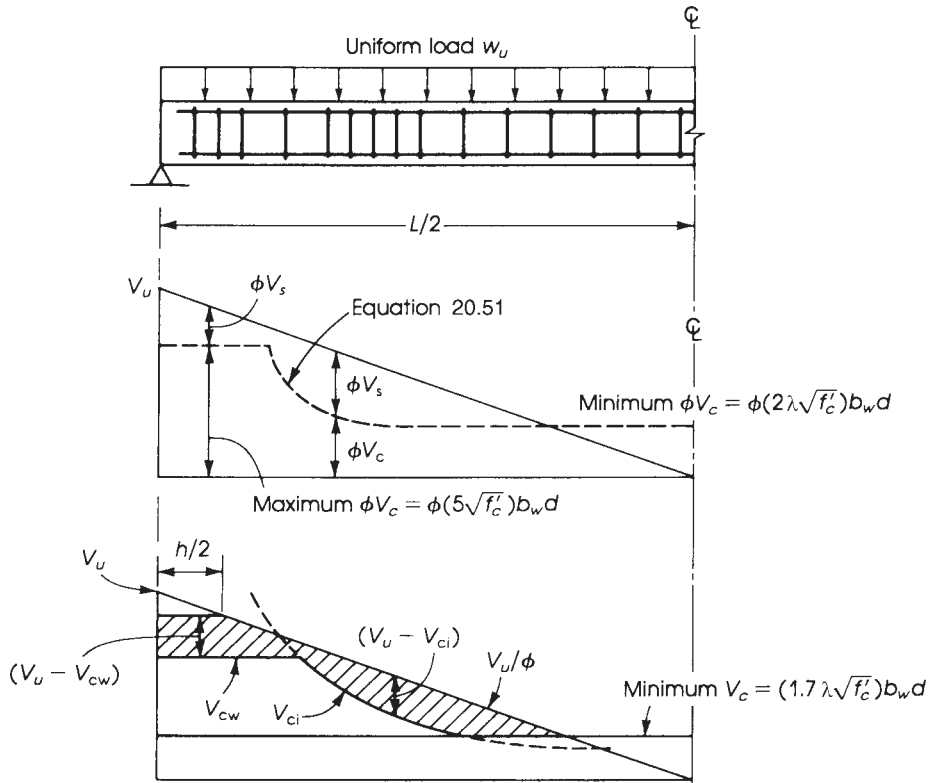 ℄
Uniform load w_u
L/2
V_u
ϕV_s
Equation 20.51
℄
ϕV_s
Minimum ϕV_c = ϕ(2λ√f′_c)b_w d
ϕV_c
Maximum ϕV_c = ϕ(5√f′_c)b_w d
h/2
V_u
(V_u − V_ci)
V_u/ϕ
(V_u − V_cw)
Minimum V_c = (1.7 λ√f′_c)b_w d
V_cw
V_ci